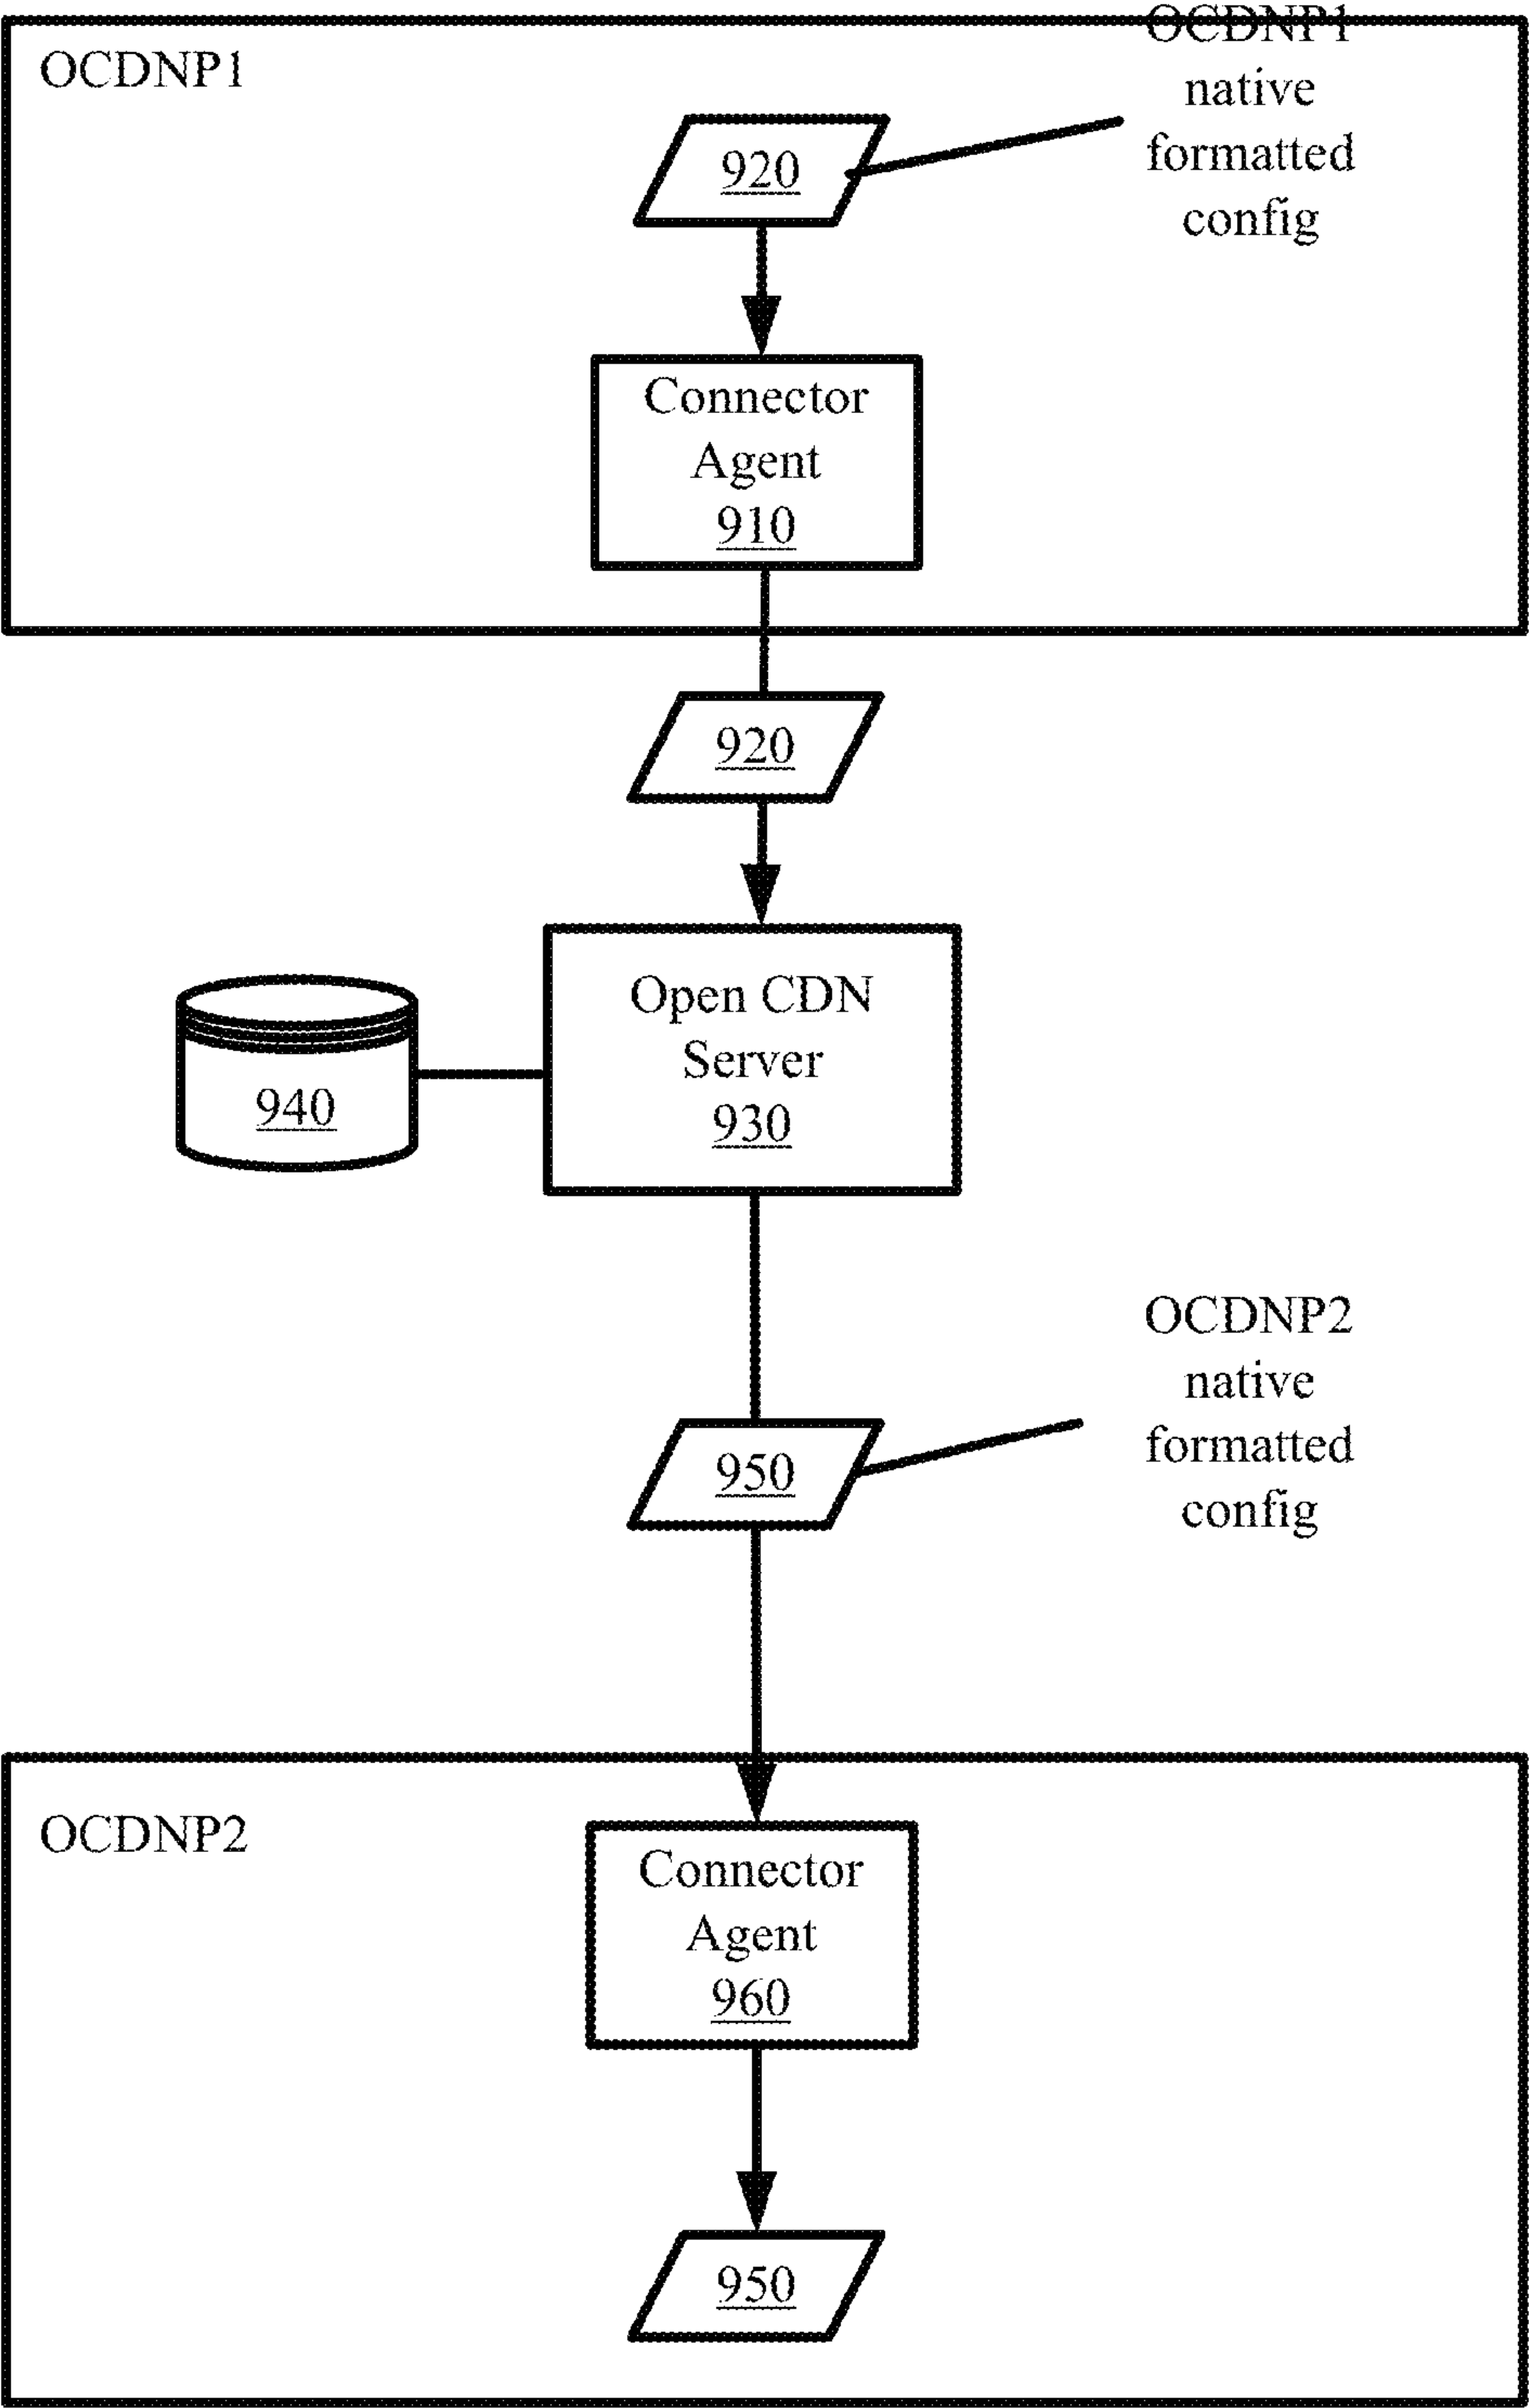 OCDNP1
OCDNP1
native
formatted
config
920
Connector
Agent
910
920
Open CDN
Server
930
940
OCDNP2
native
formatted
config
950
OCDNP2
Connector
Agent
960
950